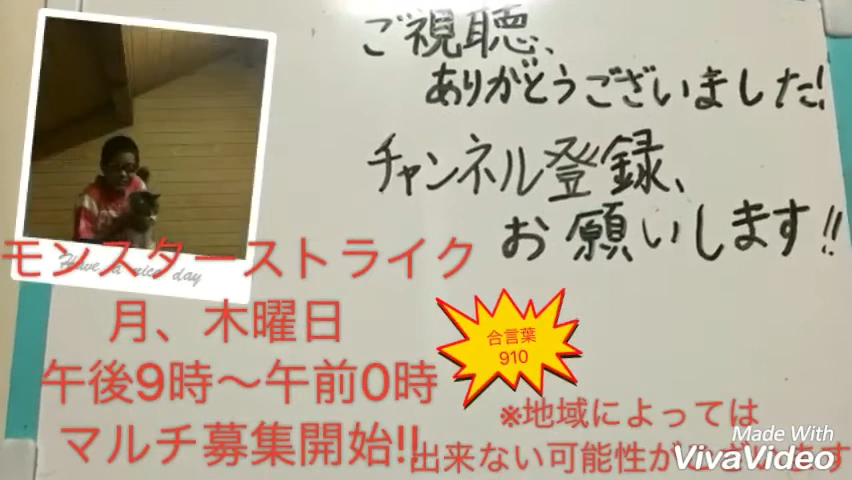 ご視聴、
ありがとうございました!
チャンネル登録、
お願いします!!
Have a nice day
モンスターストライク
月、木曜日
午後9時〜午前0時
マルチ募集開始!!
合言葉
910
※地域によっては
出来ない可能性が
Made With
VivaVideo